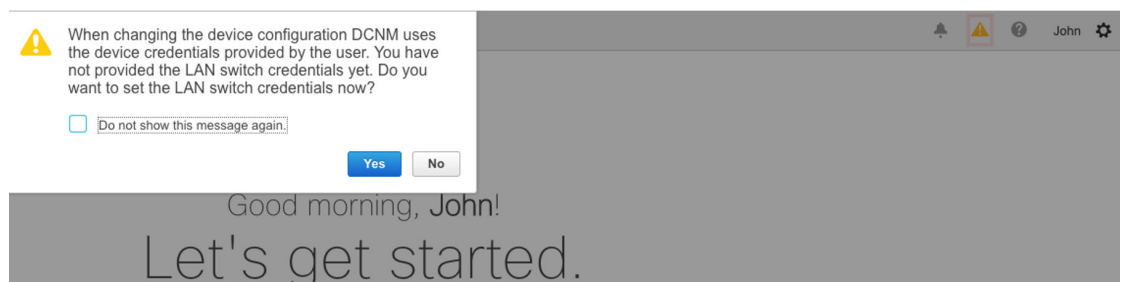 When changing the device configuration DCNM uses
the device credentials provided by the user. You have
not provided the LAN switch credentials yet. Do you
want to set the LAN switch credentials now?
Do not show this message again.
Yes No
John
Good morning, John!
Let's get started.